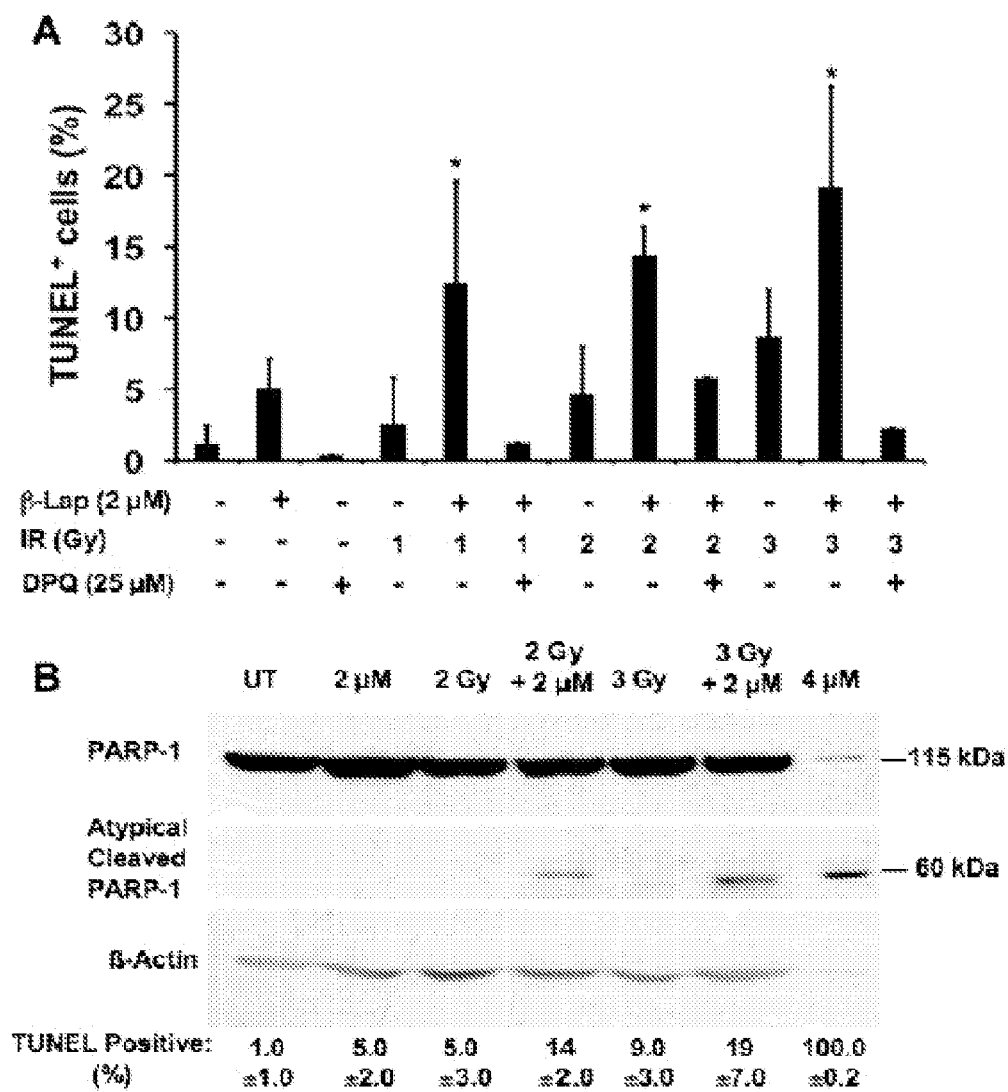 A
30
25
20
15
10
5
0
TUNEL⁺ cells (%)
* * * *
β-Lap (2 µM) - + - - + + - + + - + +
IR (Gy) - - - 1 1 1 2 2 2 3 3 3
DPQ (25 µM) - - + - - + - - + - - +
B
UT 2 µM 2 Gy 2 Gy + 2 µM 3 Gy 3 Gy + 2 µM 4 µM
PARP-1 —115 kDa
Atypical
Cleaved
PARP-1 — 60 kDa
ß-Actin
TUNEL Positive: 1.0 5.0 5.0 14 9.0 19 100.0
(%) ±1.0 ±2.0 ±3.0 ±2.0 ±3.0 ±7.0 ±0.2